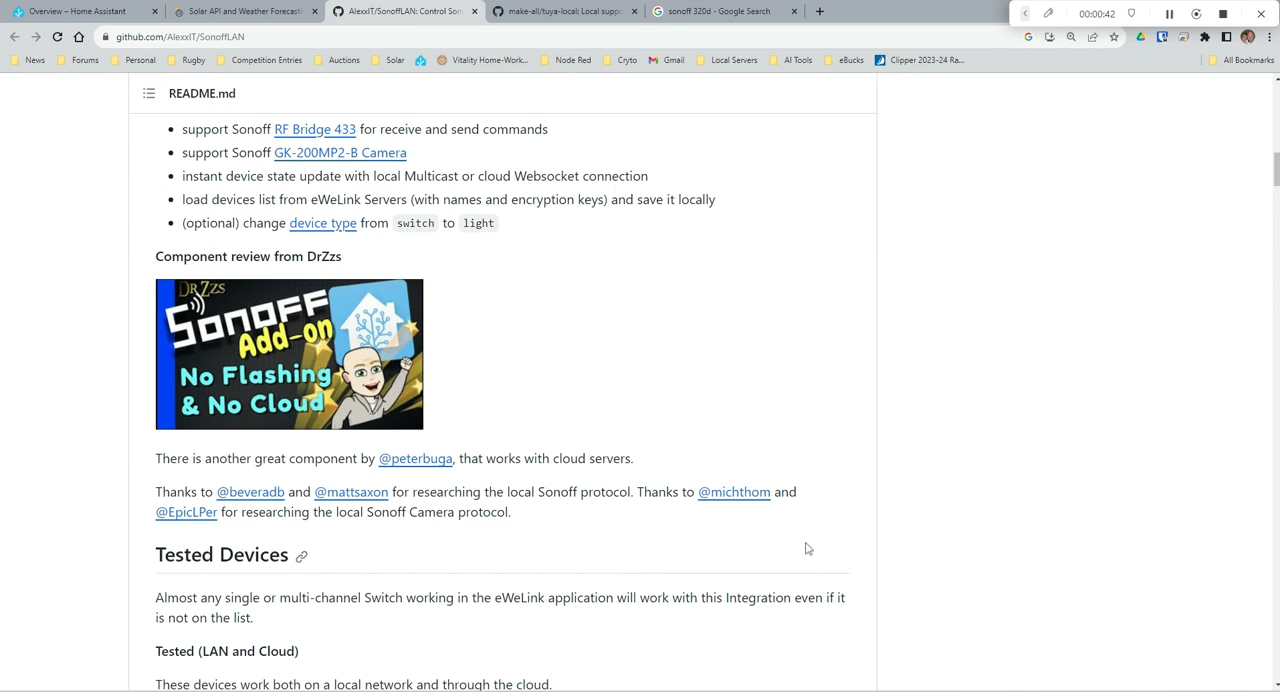 Overview – Home Assistant
Solar API and Weather Forecasti
AlexxIT/SonoffLAN: Control Son
make-all/tuya-local: Local suppo
sonoff 320d - Google Search
00:00:42
github.com/AlexxIT/SonoffLAN
News
Forums
Personal
Rugby
Competition Entries
Auctions
Solar
Vitality Home-Work...
Node Red
Cryto
Gmail
Local Servers
AI Tools
eBucks
Clipper 2023-24 Ra...
All Bookmarks
README.md
• support Sonoff RF Bridge 433 for receive and send commands
• support Sonoff GK-200MP2-B Camera
• instant device state update with local Multicast or cloud Websocket connection
• load devices list from eWeLink Servers (with names and encryption keys) and save it locally
• (optional) change device type from switch to light
Component review from DrZzs
DRZZS
SONOFF
Add-on
No Flashing
& No Cloud
There is another great component by @peterbuga, that works with cloud servers.
Thanks to @beveradb and @mattsaxon for researching the local Sonoff protocol. Thanks to @michthom and
@EpicLPer for researching the local Sonoff Camera protocol.
Tested Devices
Almost any single or multi-channel Switch working in the eWeLink application will work with this Integration even if it
is not on the list.
Tested (LAN and Cloud)
These devices work both on a local network and through the cloud.